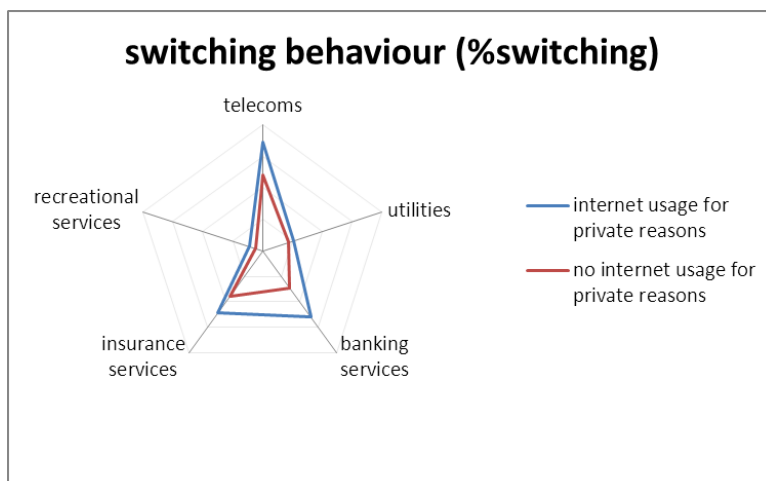 switching behaviour (%switching)
telecoms
utilities
banking
services
insurance
services
recreational
services
internet usage for
private reasons
no internet usage for
private reasons